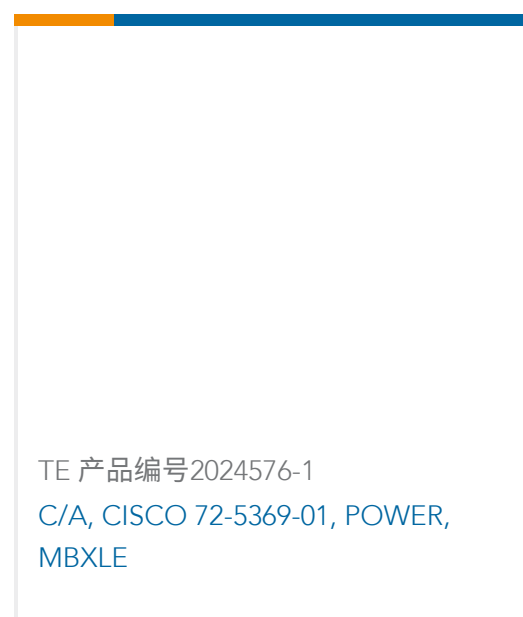 TE 产品编号2024576-1
C/A, CISCO 72-5369-01, POWER,
MBXLE